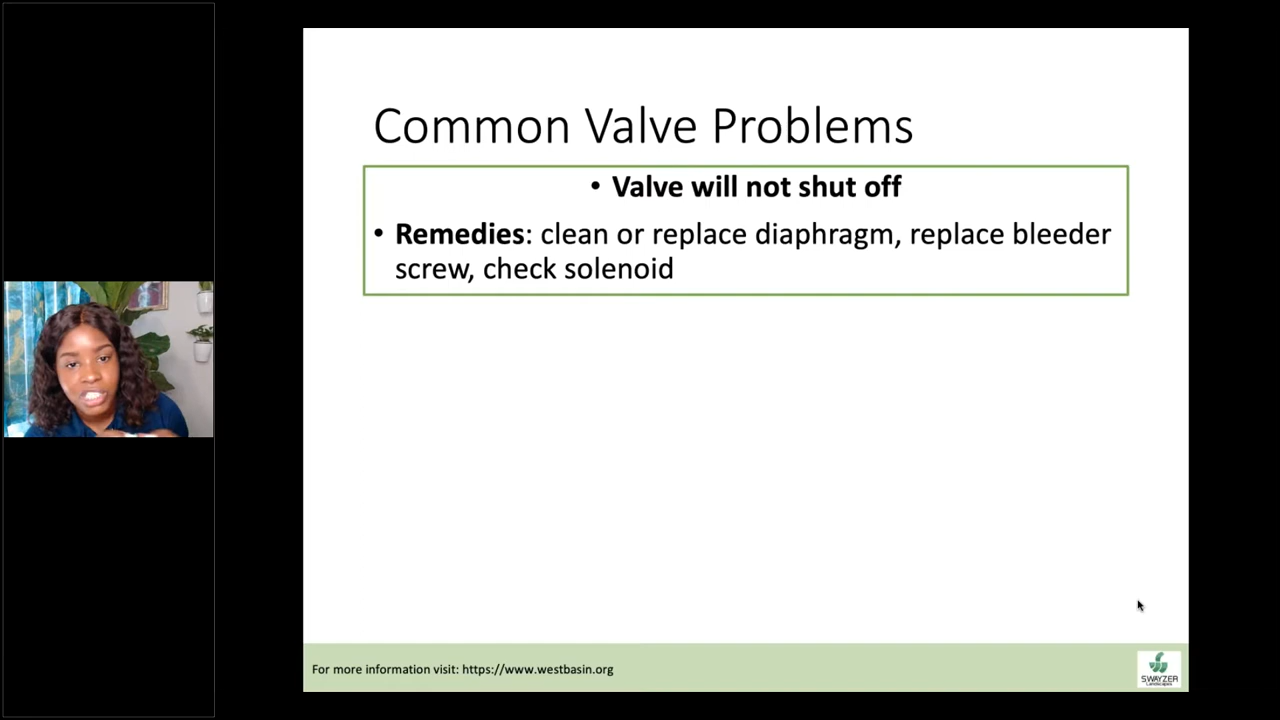 Common Valve Problems
• Valve will not shut off
• Remedies: clean or replace diaphragm, replace bleeder
screw, check solenoid
For more information visit: https://www.westbasin.org
SWAYZER
Landscapes